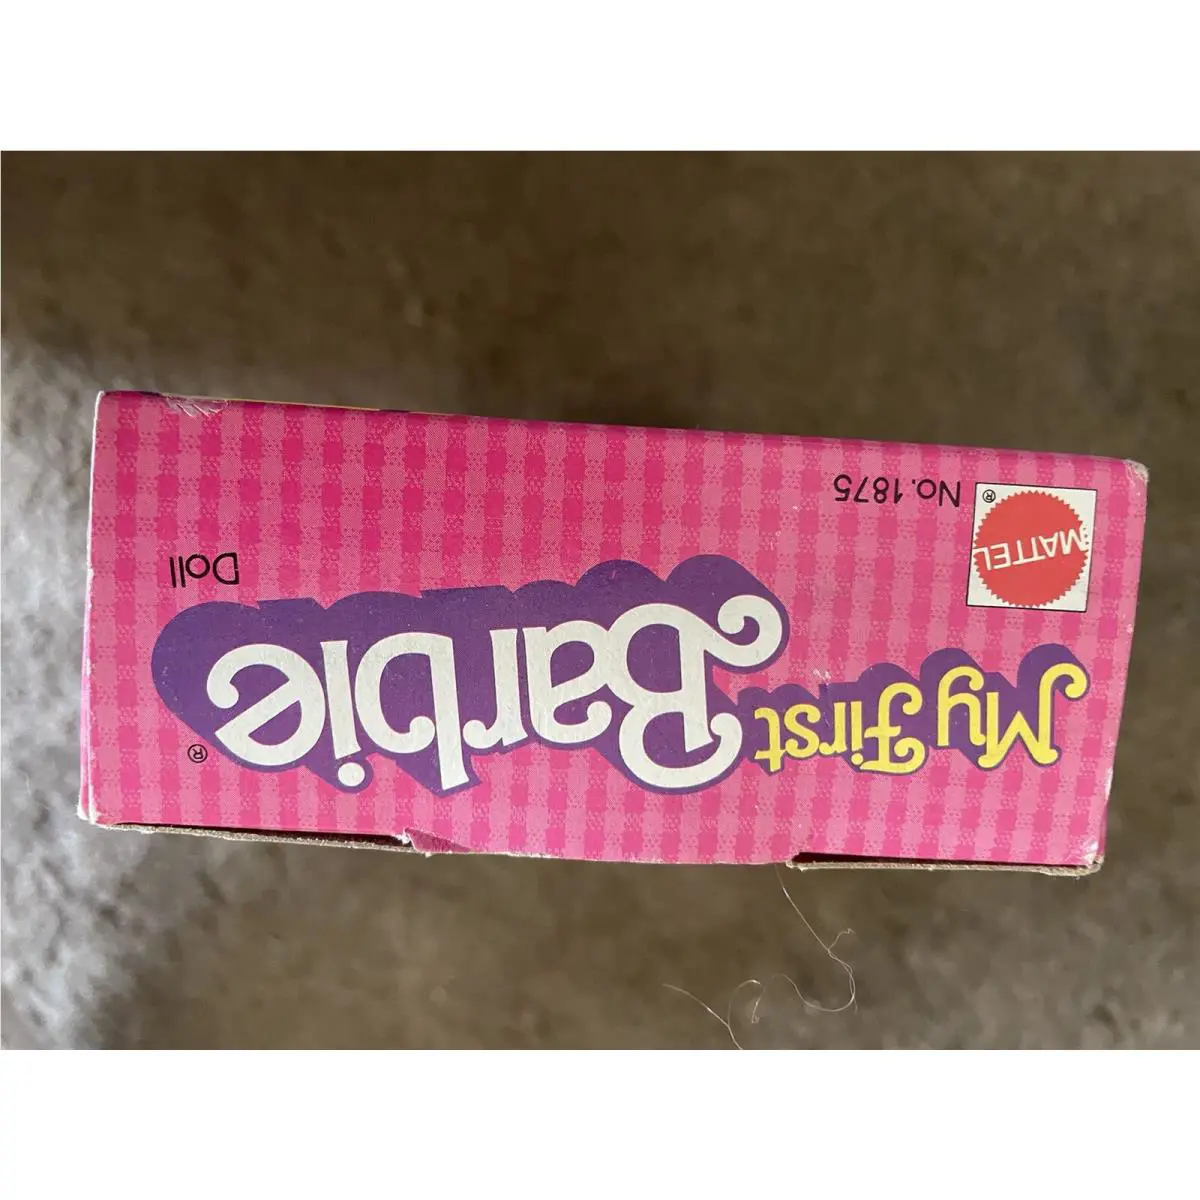 My First
Barbie®
Doll
MATTEL
®
No. 1875